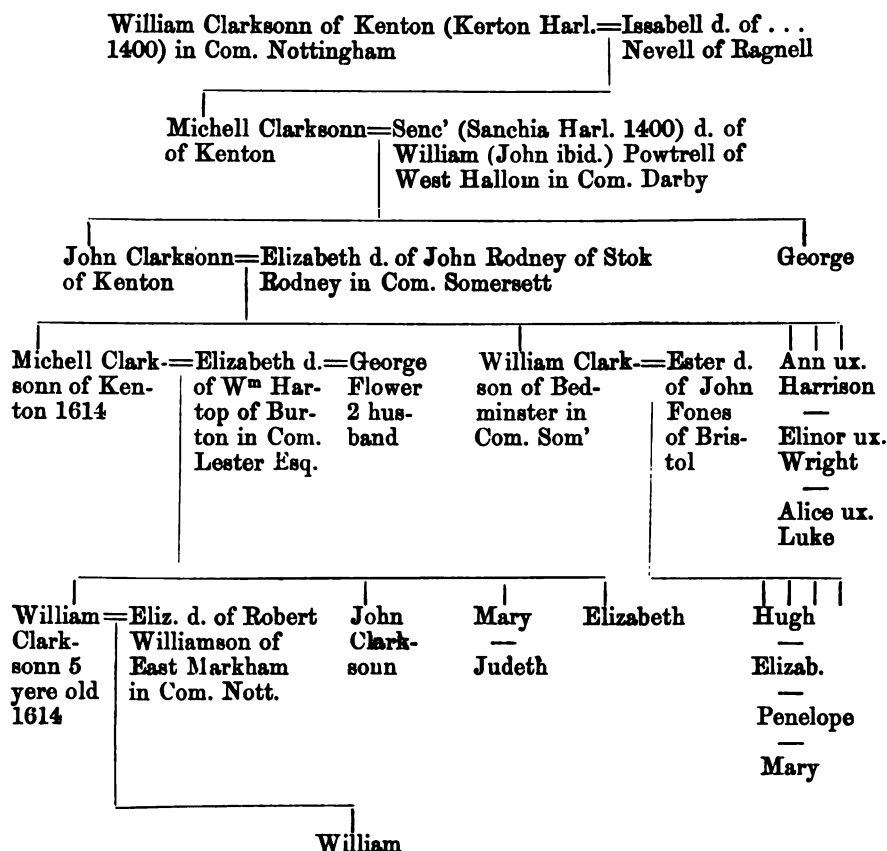 William Clarksonn of Kenton (Kerton Harl.=Issabell d. of . . .
1400) in Com. Nottingham
Nevell of Ragnell
Michell Clarksonn=Senc' (Sanchia Harl. 1400) d. of
of Kenton
William (John ibid.) Powtrell of
West Hallom in Com. Darby
John Clarksonn=Elizabeth d. of John Rodney of Stok
of Kenton
Rodney in Com. Somersett
George
Michell Clark-
sonn of Ken-
ton 1614
=Elizabeth d.
of Wᵐ Har-
top of Bur-
ton in Com.
Lester Esq.
=George
Flower
2 hus-
band
William Clark-
son of Bed-
minster in
Com. Som'
=Ester d.
of John
Fones
of Bris-
tol
Ann ux.
Harrison
—
Elinor ux.
Wright
—
Alice ux.
Luke
William
Clark-
sonn 5
yere old
1614
=Eliz. d. of Robert
Williamson of
East Markham
in Com. Nott.
John
Clark-
sonn
Mary
—
Judeth
Elizabeth
Hugh
—
Elizab.
—
Penelope
—
Mary
William